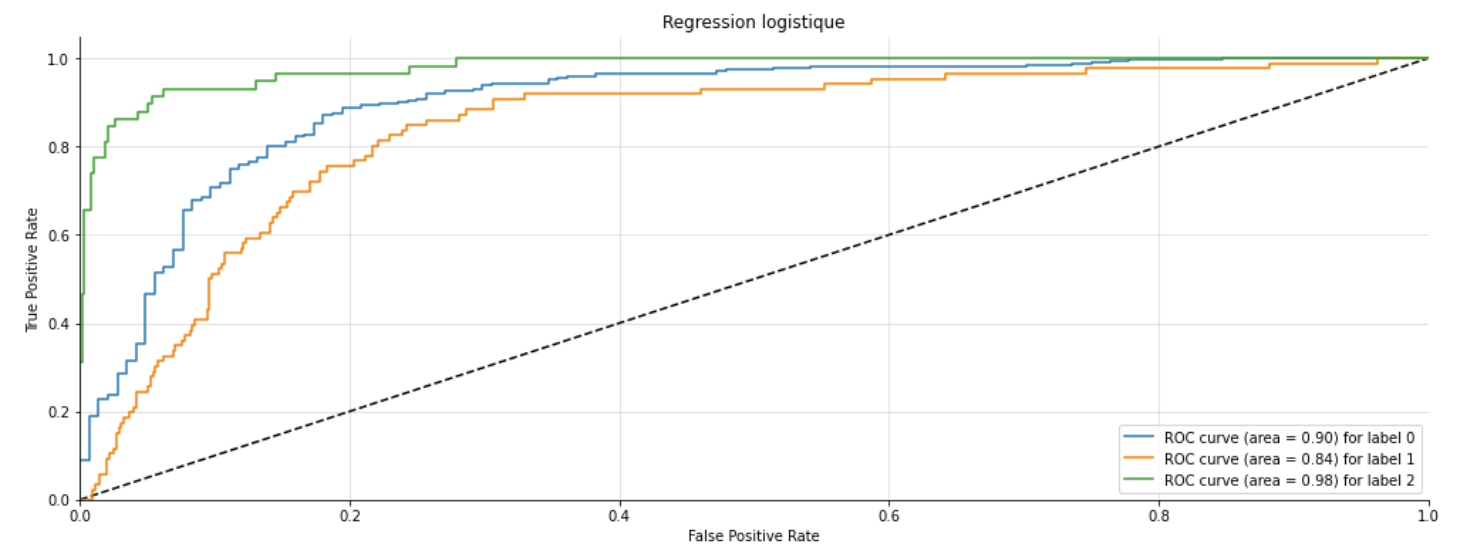 Regression logistique
True Positive Rate
1.0
0.8
0.6
0.4
0.2
0.0
0.0 0.2 0.4 0.6 0.8 1.0
False Positive Rate
ROC curve (area = 0.90) for label 0
ROC curve (area = 0.84) for label 1
ROC curve (area = 0.98) for label 2